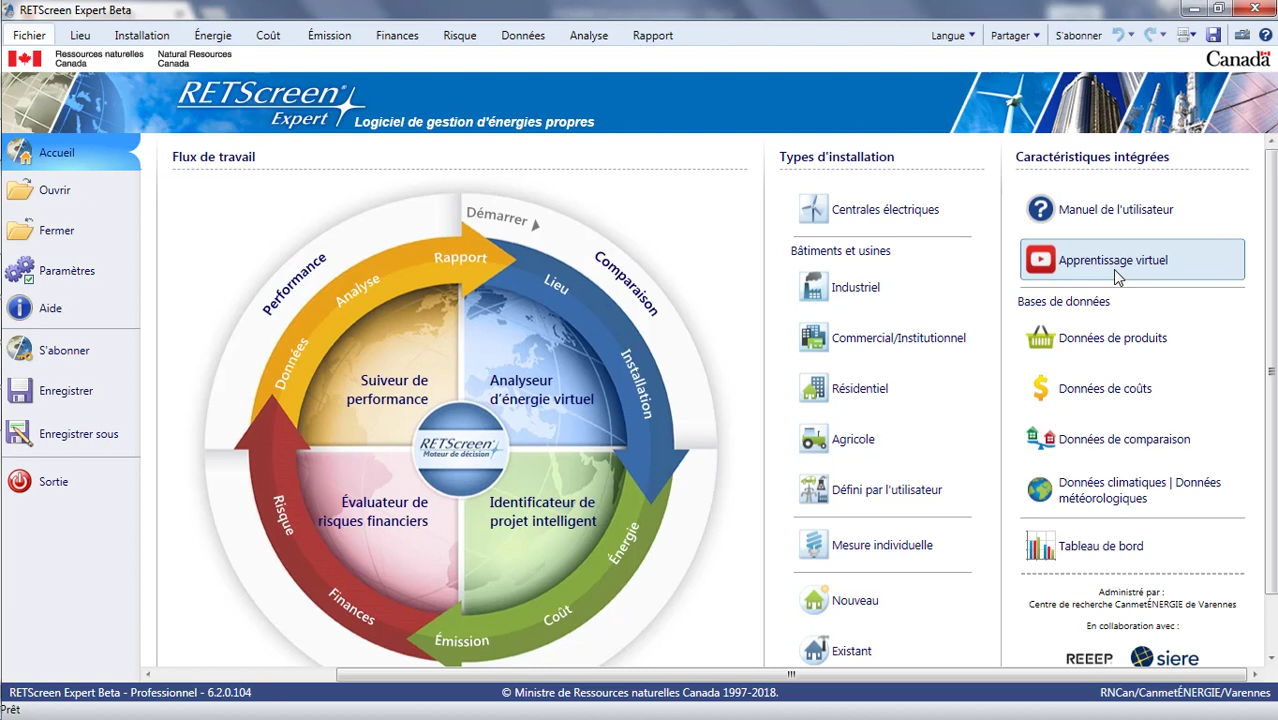 RETScreen Expert Beta
Fichier Lieu Installation Énergie Coût Émission Finances Risque Données Analyse Rapport Langue Partager S'abonner
Ressources naturelles Canada
Natural Resources Canada
Canada
RETScreen
Expert
Logiciel de gestion d'énergies propres
Accueil
Ouvrir
Fermer
Paramètres
Aide
S'abonner
Enregistrer
Enregistrer sous
Sortie
Flux de travail
Démarrer
Performance
Comparaison
Rapport
Analyse
Données
Lieu
Installation
Suiveur de
performance
Analyseur
d'énergie virtuel
RETScreen
Moteur de décision
Évaluateur de
risques financiers
Identificateur de
projet intelligent
Risque
Finances
Émission
Coût
Énergie
Types d'installation
Centrales électriques
Bâtiments et usines
Industriel
Commercial/Institutionnel
Résidentiel
Agricole
Défini par l'utilisateur
Mesure individuelle
Nouveau
Existant
Caractéristiques intégrées
Manuel de l'utilisateur
Apprentissage virtuel
Bases de données
Données de produits
Données de coûts
Données de comparaison
Données climatiques | Données
météorologiques
Tableau de bord
Administré par :
Centre de recherche CanmetÉNERGIE de Varennes
En collaboration avec :
REEEP siere
RETScreen Expert Beta - Professionnel - 6.2.0.104
© Ministre de Ressources naturelles Canada 1997-2018.
RNCan/CanmetÉNERGIE/Varennes
Prêt